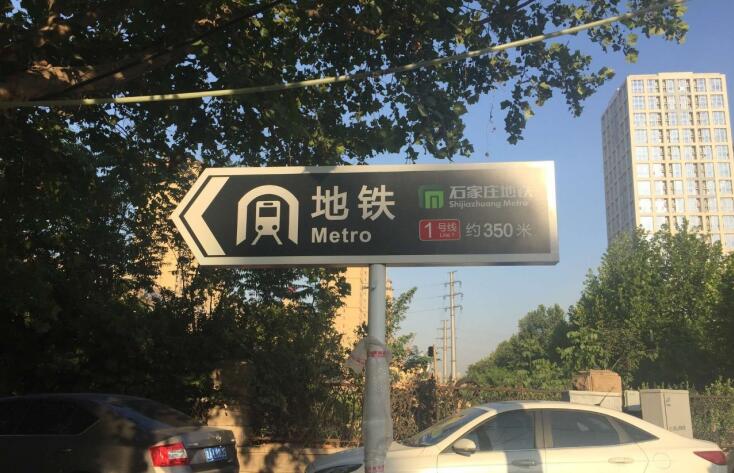 地铁
Metro
石家庄地铁
Shijiazhuang Metro
1号线
Line 1
约350米